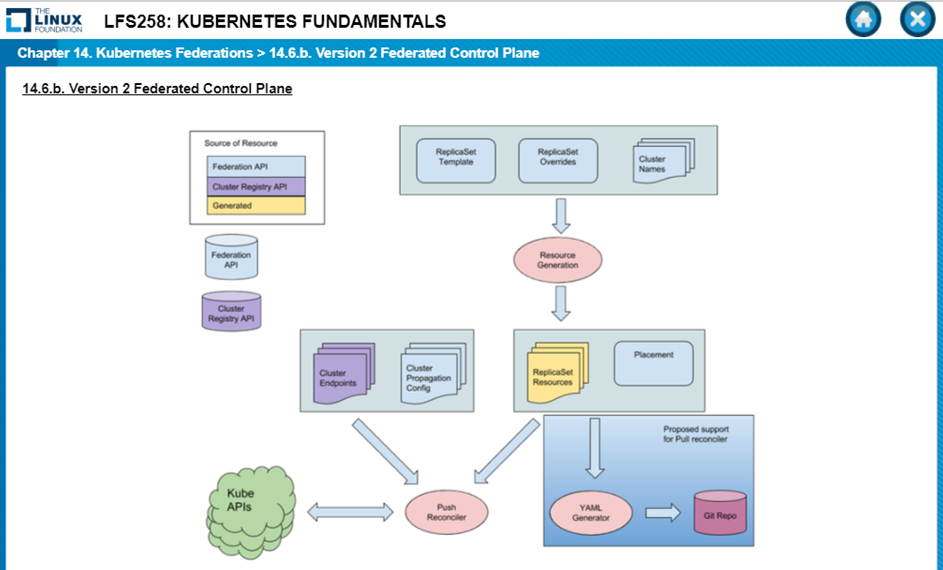 THE
LINUX
FOUNDATION
LFS258: KUBERNETES FUNDAMENTALS
Chapter 14. Kubernetes Federations > 14.6.b. Version 2 Federated Control Plane
14.6.b. Version 2 Federated Control Plane
Source of Resource
Federation API
Cluster Registry API
Generated
Federation
API
Cluster
Registry API
ReplicaSet
Template
ReplicaSet
Overrides
Cluster
Names
Resource
Generation
Cluster
Endpoints
Cluster
Propagation
Config
ReplicaSet
Resources
Placement
Proposed support
for Pull reconciler
Kube
APIs
Push
Reconciler
YAML
Generator
Git Repo